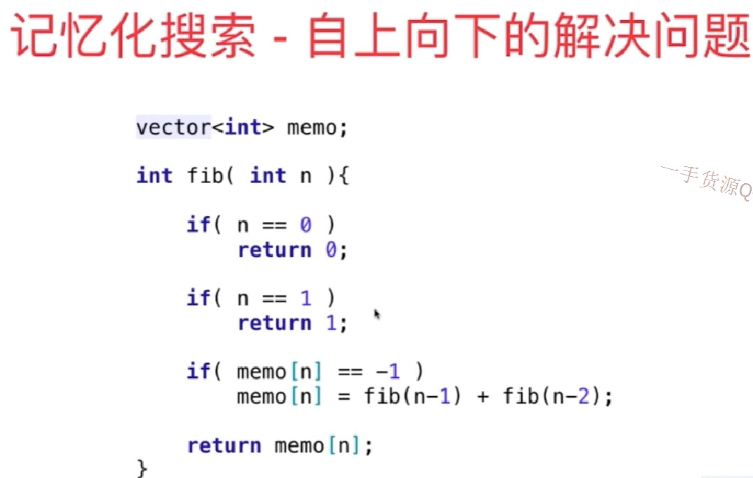 记忆化搜索 - 自上向下的解决问题
vector<int> memo;
int fib( int n ){
if( n == 0 )
return 0;
if( n == 1 )
return 1;
if( memo[n] == -1 )
memo[n] = fib(n-1) + fib(n-2);
return memo[n];
}
一手货源Q